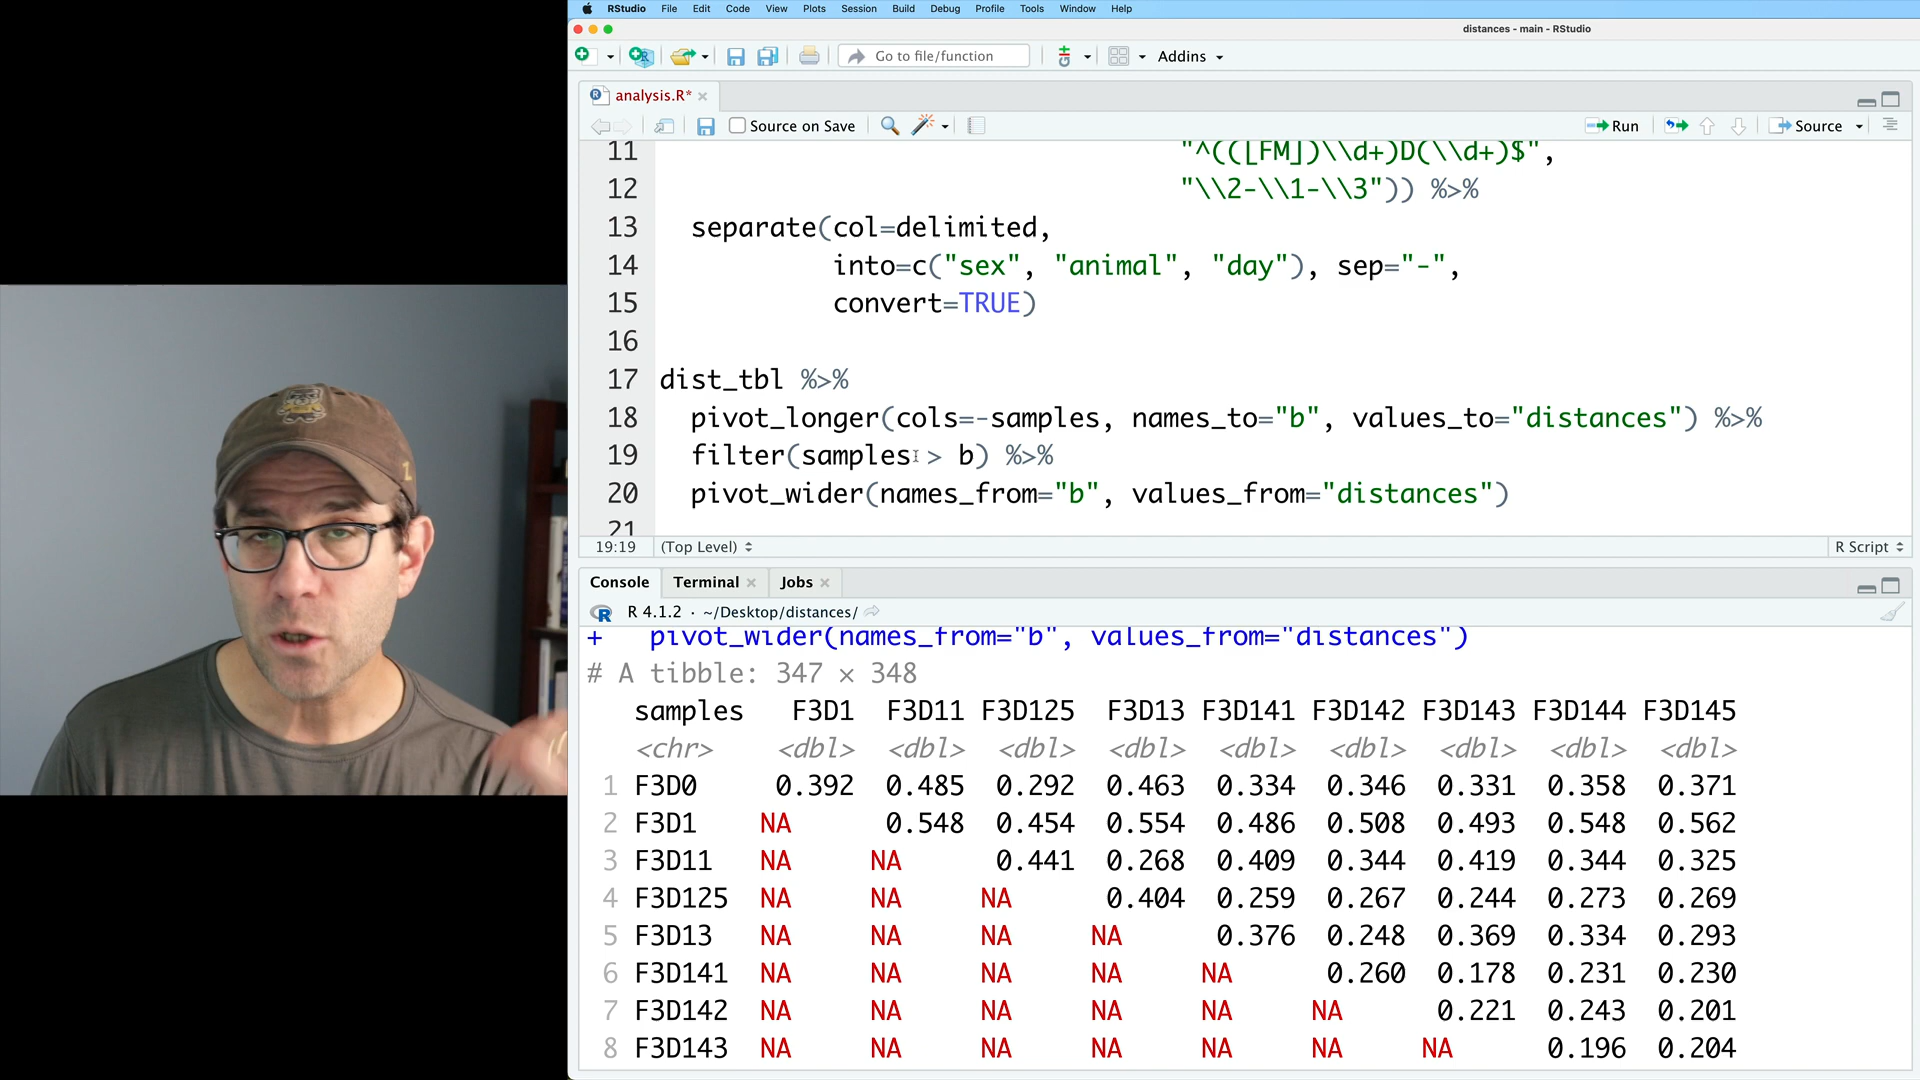 RStudio File Edit Code View Plots Session Build Debug Profile Tools Window Help
distances - main - RStudio
Go to file/function Addins
analysis.R*
Source on Save Run Source
11 "^(([FM])\\d+)D(\\d+)$",
12 "\\2-\\1-\\3")) %>%
13 separate(col=delimited,
14 into=c("sex", "animal", "day"), sep="-",
15 convert=TRUE)
16
17 dist_tbl %>%
18 pivot_longer(cols=-samples, names_to="b", values_to="distances") %>%
19 filter(samples > b) %>%
20 pivot_wider(names_from="b", values_from="distances")
21
19:19 (Top Level) R Script
Console Terminal Jobs
R 4.1.2 · ~/Desktop/distances/
+ pivot_wider(names_from="b", values_from="distances")
# A tibble: 347 × 348
samples F3D1 F3D11 F3D125 F3D13 F3D141 F3D142 F3D143 F3D144 F3D145
<chr> <dbl> <dbl> <dbl> <dbl> <dbl> <dbl> <dbl> <dbl> <dbl>
1 F3D0 0.392 0.485 0.292 0.463 0.334 0.346 0.331 0.358 0.371
2 F3D1 NA 0.548 0.454 0.554 0.486 0.508 0.493 0.548 0.562
3 F3D11 NA NA 0.441 0.268 0.409 0.344 0.419 0.344 0.325
4 F3D125 NA NA NA 0.404 0.259 0.267 0.244 0.273 0.269
5 F3D13 NA NA NA NA 0.376 0.248 0.369 0.334 0.293
6 F3D141 NA NA NA NA NA 0.260 0.178 0.231 0.230
7 F3D142 NA NA NA NA NA NA 0.221 0.243 0.201
8 F3D143 NA NA NA NA NA NA NA 0.196 0.204